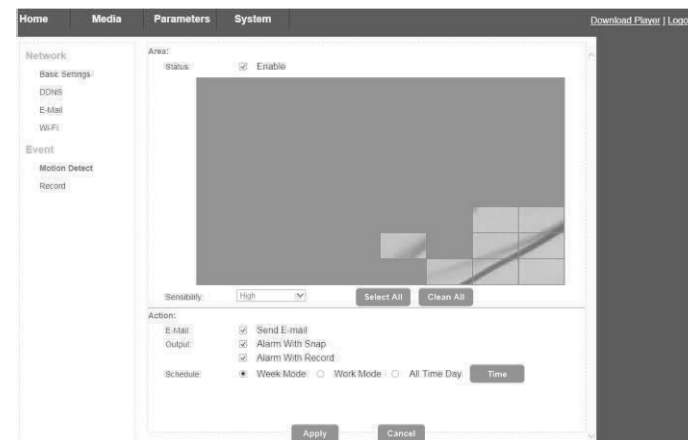 Home Media Parameters System Download Player | Logo
Network
Basic Settings
DDNS
E-Mail
Wi-Fi
Event
Motion Detect
Record
Area:
Status: Enable
Sensibility: High Select All Clean All
Action:
E-Mail: Send E-mail
Output: Alarm With Snap
Alarm With Record
Schedule: Week Mode Work Mode All Time Day Time
Apply Cancel